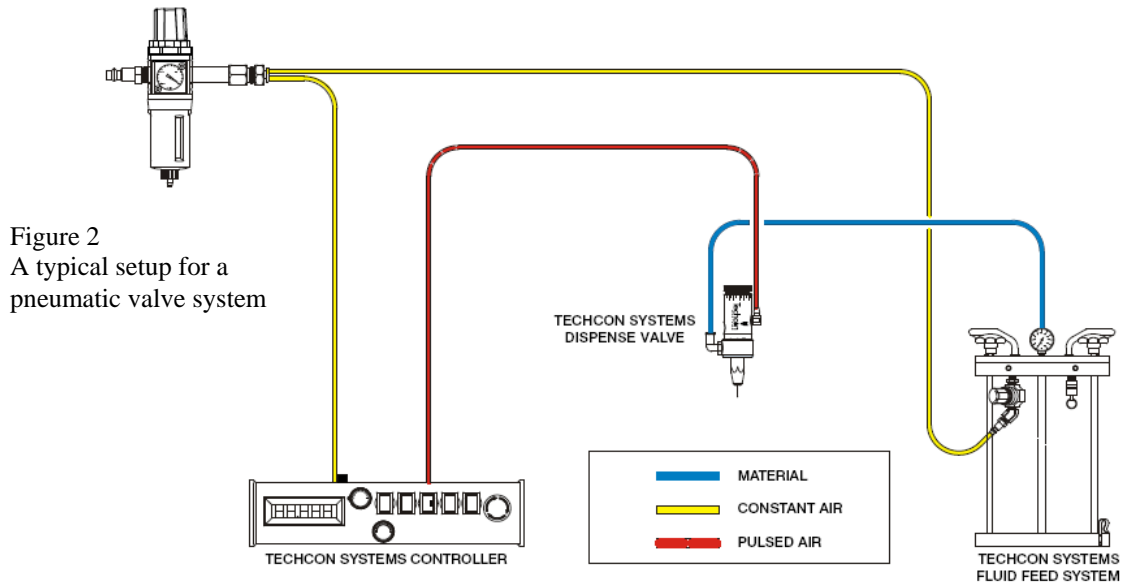 Figure 2
A typical setup for a
pneumatic valve system
TECHCON SYSTEMS
DISPENSE VALVE
Techcon
MATERIAL
CONSTANT AIR
PULSED AIR
TECHCON SYSTEMS CONTROLLER
TECHCON SYSTEMS
FLUID FEED SYSTEM